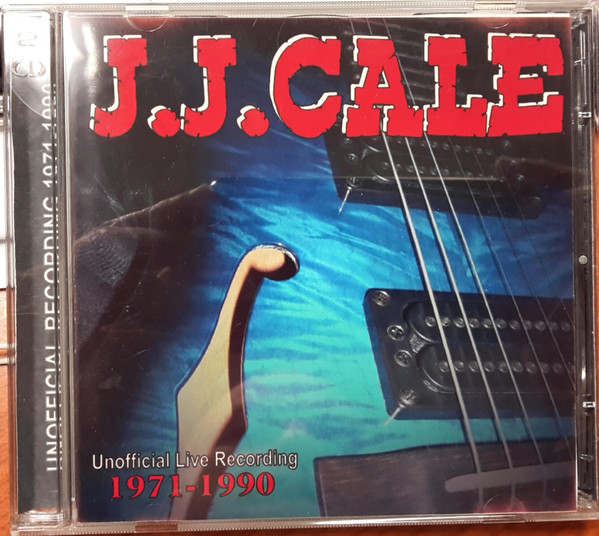 J.J.CALE
Unofficial Live Recording
1971-1990
UNOFFICIAL RECORDING 1971-1990